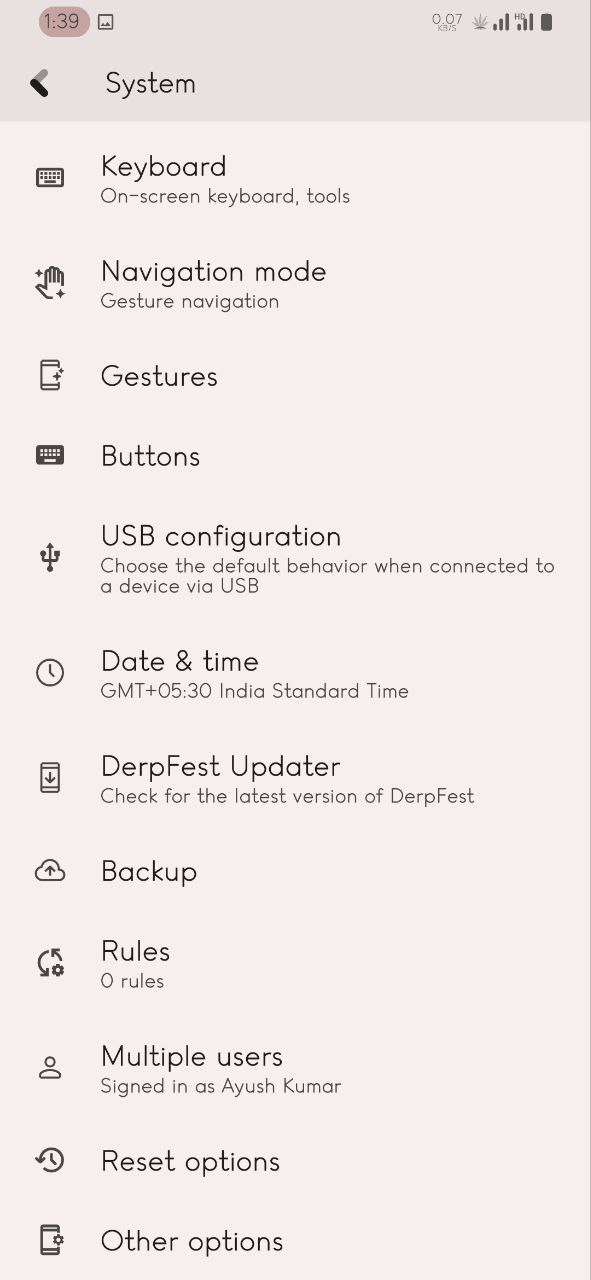 1:39
0.07
KB/S
HD
System
Keyboard
On-screen keyboard, tools
Navigation mode
Gesture navigation
Gestures
Buttons
USB configuration
Choose the default behavior when connected to
a device via USB
Date & time
GMT+05:30 India Standard Time
DerpFest Updater
Check for the latest version of DerpFest
Backup
Rules
0 rules
Multiple users
Signed in as Ayush Kumar
Reset options
Other options